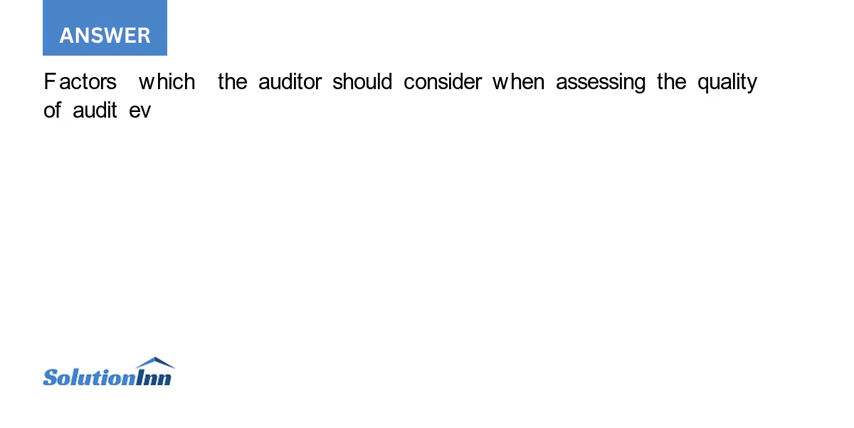 ANSWER
Factors which the auditor should consider when assessing the quality
of audit ev
SolutionInn